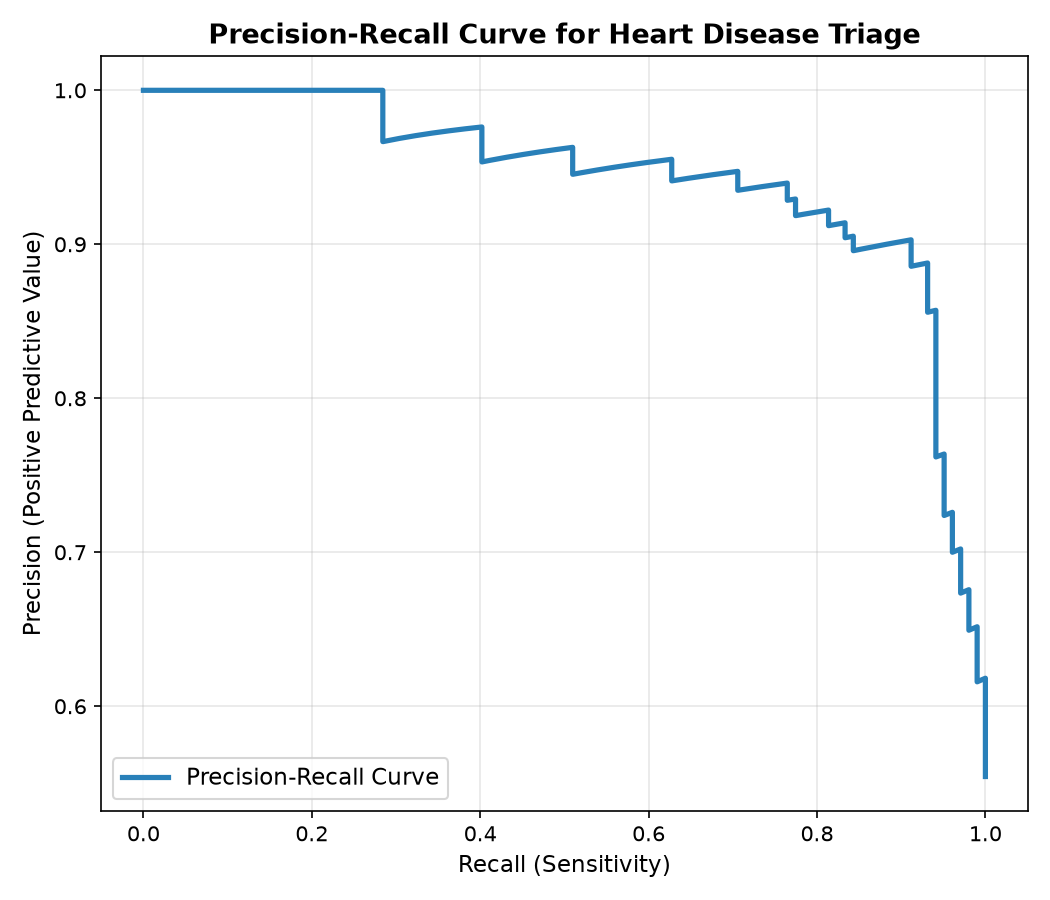 Precision-Recall Curve for Heart Disease Triage
Precision (Positive Predictive Value)
1.0
0.9
0.8
0.7
0.6
Precision-Recall Curve
0.0 0.2 0.4 0.6 0.8 1.0
Recall (Sensitivity)